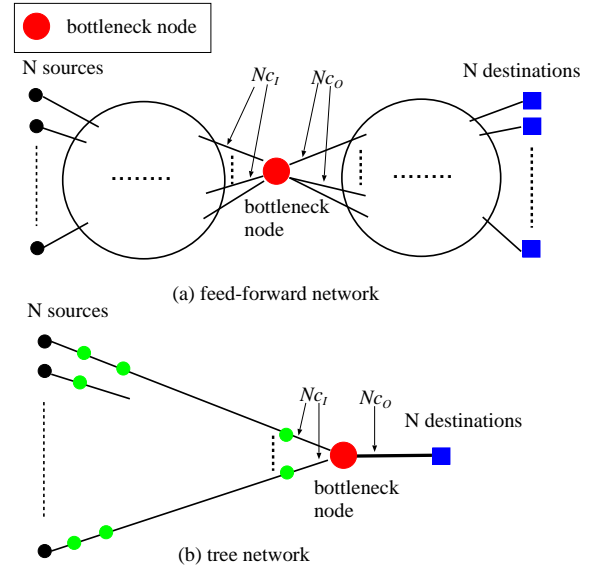 bottleneck node
N sources
N destinations
Nc_I
Nc_O
bottleneck
node
(a) feed-forward network
N sources
Nc_I
Nc_O
N destinations
bottleneck
node
(b) tree network